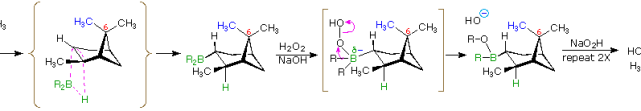 H₃
H₃C 6
CH₃
R₂B H
H₃C 6
R₂B
CH₃
H
H₂O₂
NaOH
HO
O
R B δ-
R
H₃C 6
CH₃
H
HO⊖
O
R
R B
H₃C 6
CH₃
H
NaO₂H
repeat 2X
HO
H₃